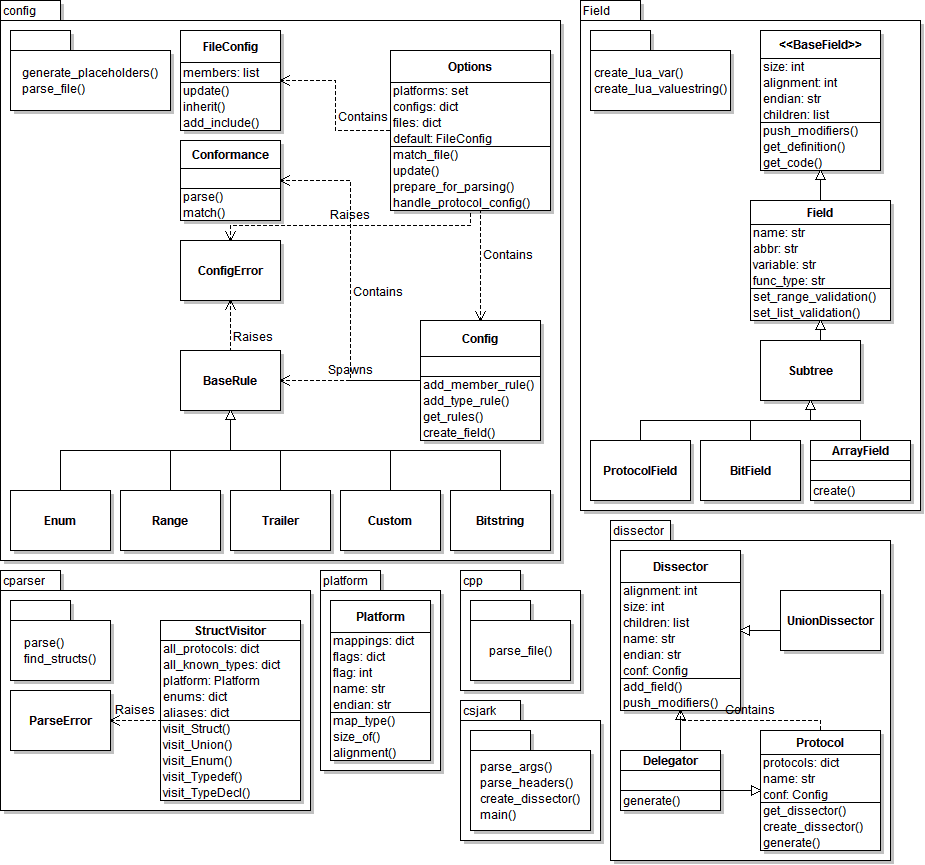 config
generate_placeholders()
parse_file()
FileConfig
members: list
update()
inherit()
add_include()
Contains
Options
platforms: set
configs: dict
files: dict
default: FileConfig
match_file()
update()
prepare_for_parsing()
handle_protocol_config()
Conformance
parse()
match()
Raises
ConfigError
Contains
Contains
Raises
BaseRule
Spawns
Config
add_member_rule()
add_type_rule()
get_rules()
create_field()
Enum
Range
Trailer
Custom
Bitstring
Field
create_lua_var()
create_lua_valuestring()
<<BaseField>>
size: int
alignment: int
endian: str
children: list
push_modifiers()
get_definition()
get_code()
Field
name: str
abbr: str
variable: str
func_type: str
set_range_validation()
set_list_validation()
Subtree
ProtocolField
BitField
ArrayField
create()
cparser
parse()
find_structs()
ParseError
Raises
StructVisitor
all_protocols: dict
all_known_types: dict
platform: Platform
enums: dict
aliases: dict
visit_Struct()
visit_Union()
visit_Enum()
visit_Typedef()
visit_TypeDecl()
platform
Platform
mappings: dict
flags: dict
flag: int
name: str
endian: str
map_type()
size_of()
alignment()
cpp
parse_file()
csjark
parse_args()
parse_headers()
create_dissector()
main()
dissector
Dissector
alignment: int
size: int
children: list
name: str
endian: str
conf: Config
add_field()
push_modifiers()
UnionDissector
Contains
Delegator
generate()
Protocol
protocols: dict
name: str
conf: Config
get_dissector()
create_dissector()
generate()